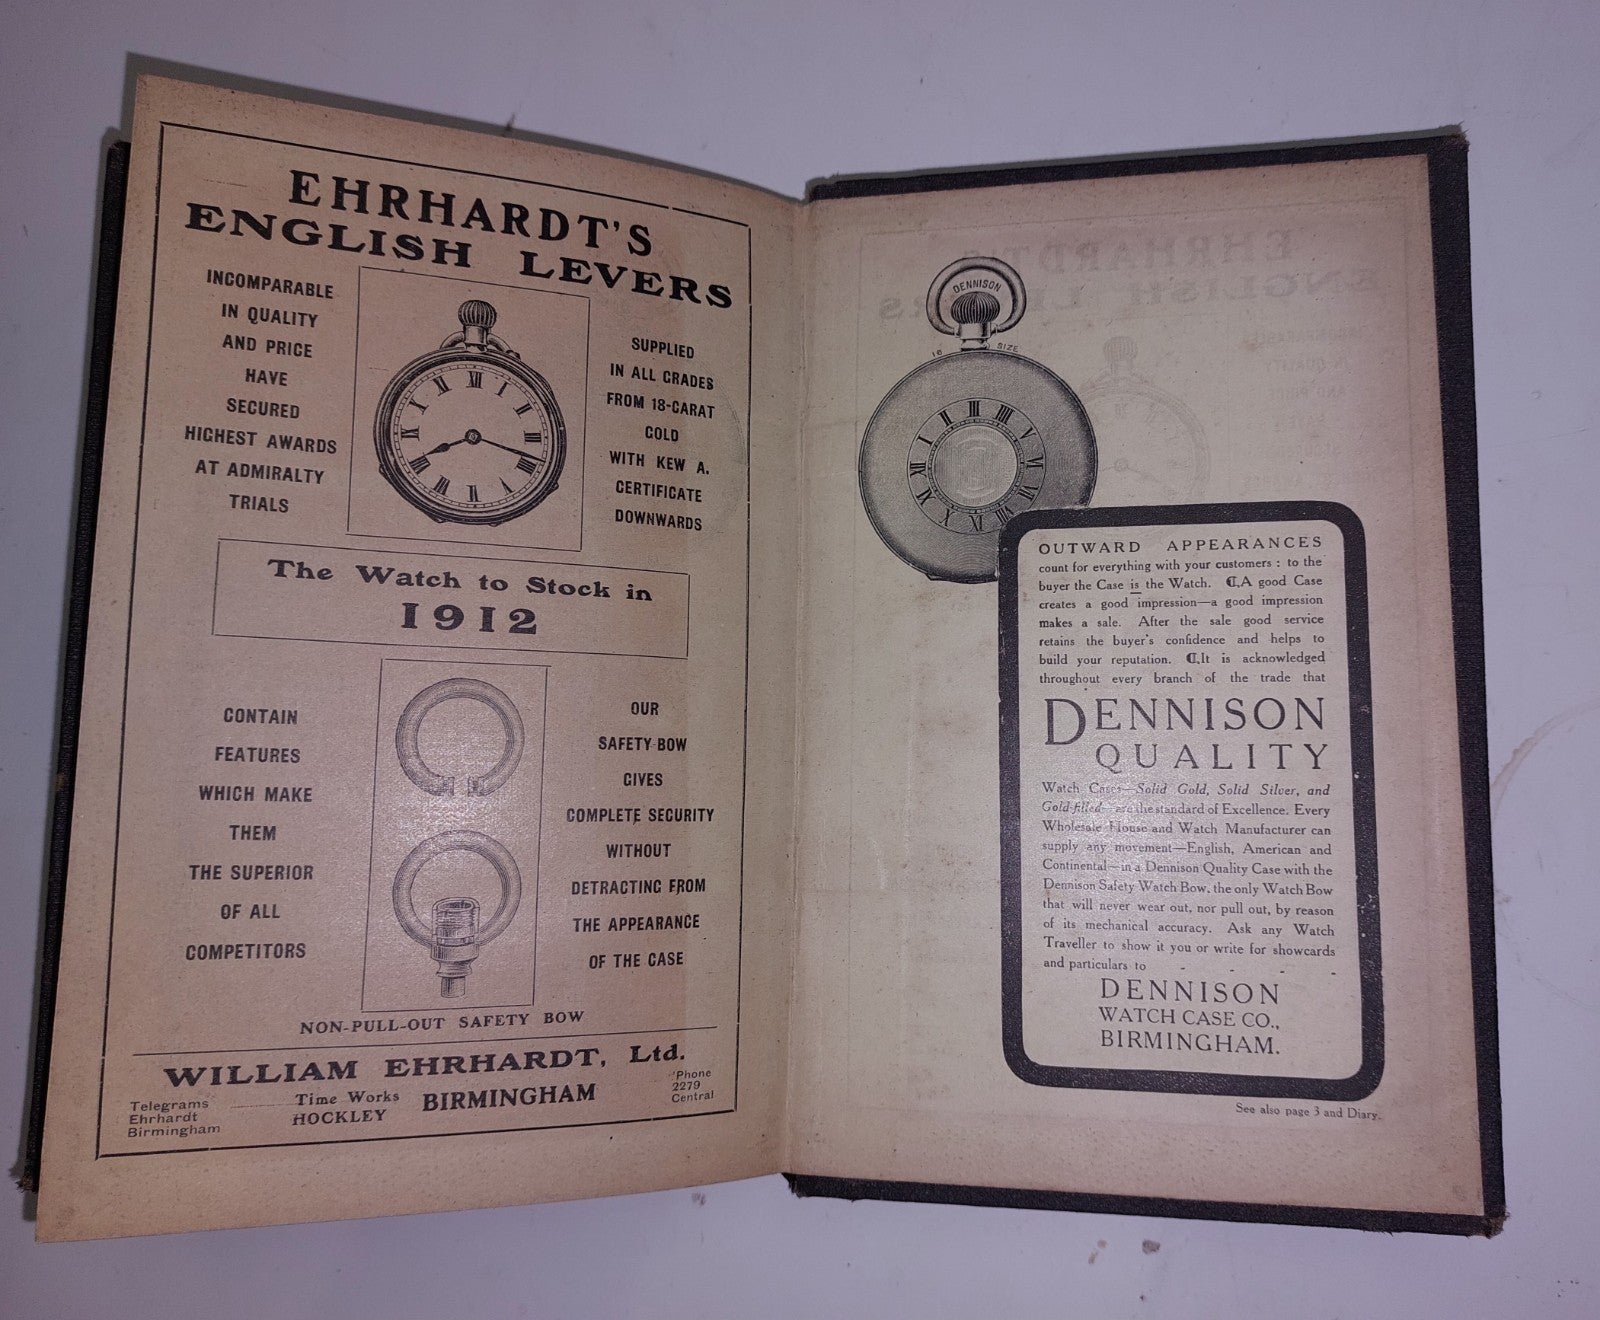 EHRHARDT'S
ENGLISH LEVERS
INCOMPARABLE
IN QUALITY
AND PRICE
HAVE
SECURED
HIGHEST AWARDS
AT ADMIRALTY
TRIALS
XII
I
SUPPLIED
IN ALL GRADES
FROM 18-CARAT
GOLD
WITH KEW A.
CERTIFICATE
DOWNWARDS
The Watch to Stock in
1912
CONTAIN
FEATURES
WHICH MAKE
THEM
THE SUPERIOR
OF ALL
COMPETITORS
OUR
SAFETY BOW
GIVES
COMPLETE SECURITY
WITHOUT
DETRACTING FROM
THE APPEARANCE
OF THE CASE
NON-PULL-OUT SAFETY BOW
WILLIAM EHRHARDT, Ltd.
Telegrams
Ehrhardt
Birmingham
Time Works
HOCKLEY
BIRMINGHAM
'Phone
2279
Central
DENNISON
16 SIZE
OUTWARD APPEARANCES
count for everything with your customers : to the
buyer the Case is the Watch. ¶A good Case
creates a good impression—a good impression
makes a sale. After the sale good service
retains the buyer's confidence and helps to
build your reputation. ¶It is acknowledged
throughout every branch of the trade that
DENNISON
QUALITY
Watch Cases—Solid Gold, Solid Silver, and
Gold-filled—are the standard of Excellence. Every
Wholesale House and Watch Manufacturer can
supply any movement—English, American and
Continental—in a Dennison Quality Case with the
Dennison Safety Watch Bow, the only Watch Bow
that will never wear out, nor pull out, by reason
of its mechanical accuracy. Ask any Watch
Traveller to show it you or write for showcards
and particulars to - - - -
DENNISON
WATCH CASE CO.,
BIRMINGHAM.
See also page 3 and Diary.